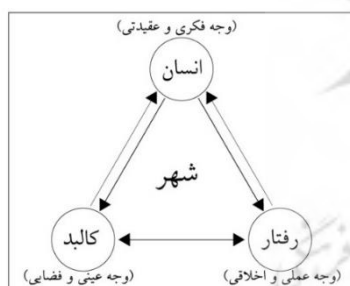 (وجه فکری و عقیدتی)
انسان
شهر
رفتار
کالبد
(وجه عملی و اخلاقی)
(وجه عینی و فضایی)